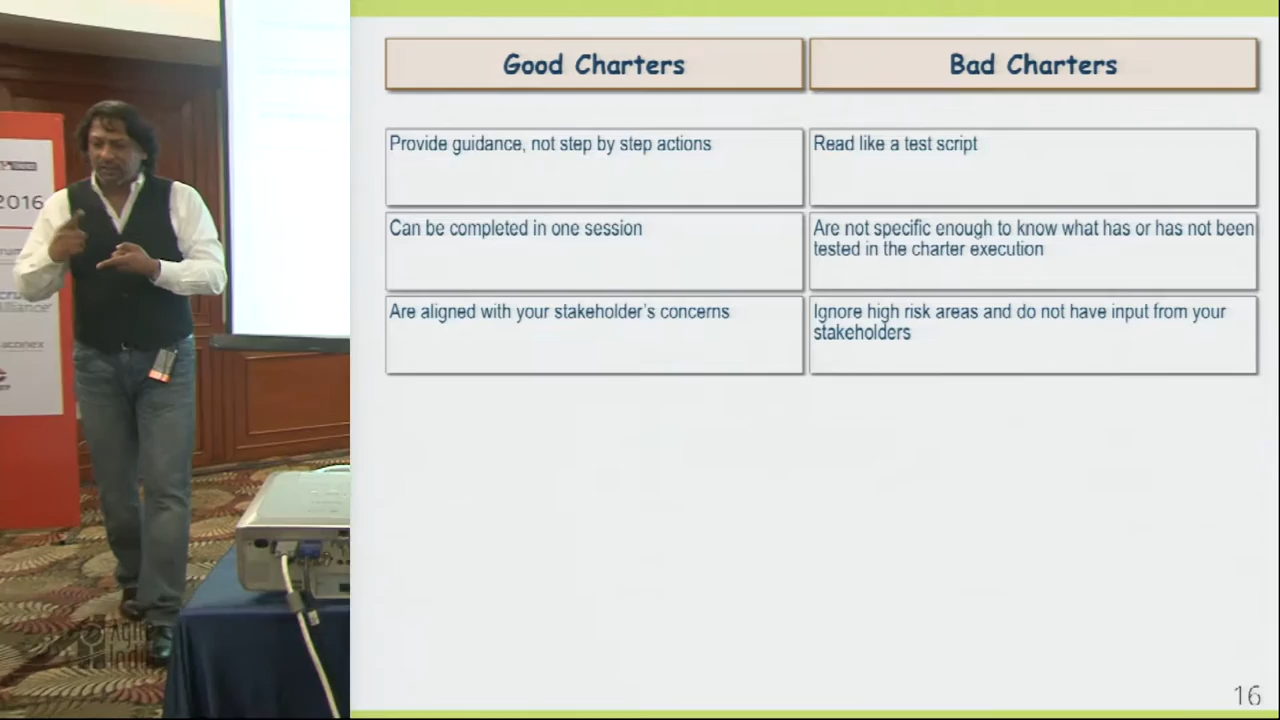 Good Charters
Bad Charters
Provide guidance, not step by step actions
Read like a test script
Can be completed in one session
Are not specific enough to know what has or has not been
tested in the charter execution
Are aligned with your stakeholder's concerns
Ignore high risk areas and do not have input from your
stakeholders
16
2016
aconex
Agile
India